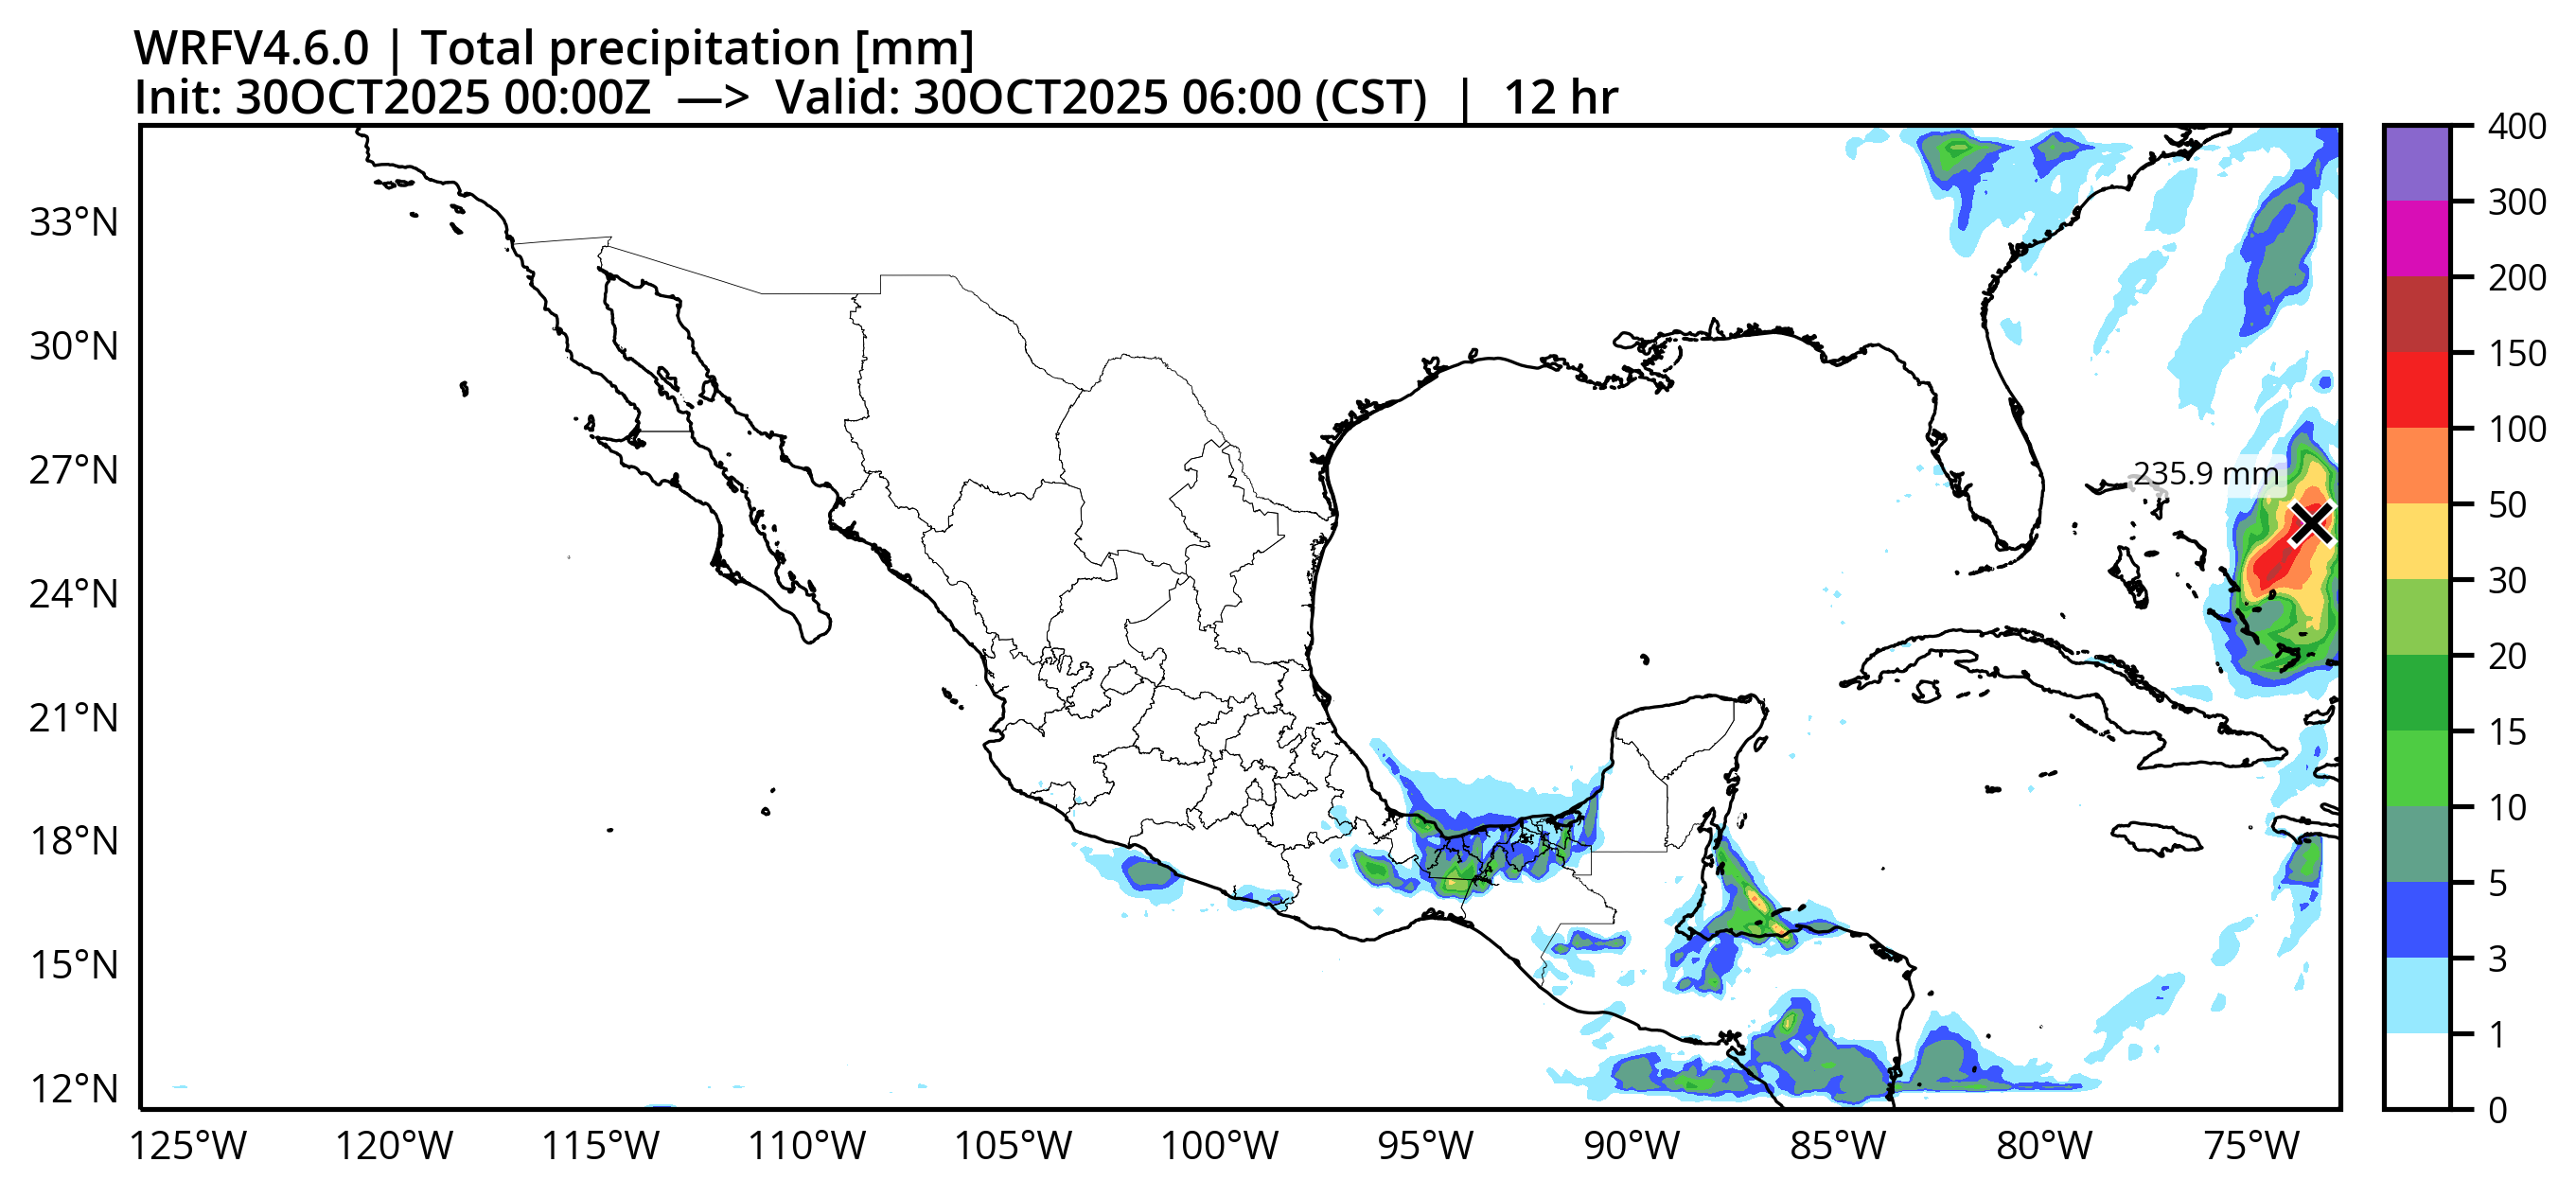 WRFV4.6.0 | Total precipitation [mm]
Init: 30OCT2025 00:00Z —> Valid: 30OCT2025 06:00 (CST) | 12 hr
33°N
30°N
27°N
24°N
21°N
18°N
15°N
12°N
235.9 mm
125°W 120°W 115°W 110°W 105°W 100°W 95°W 90°W 85°W 80°W 75°W
400
300
200
150
100
50
30
20
15
10
5
3
1
0